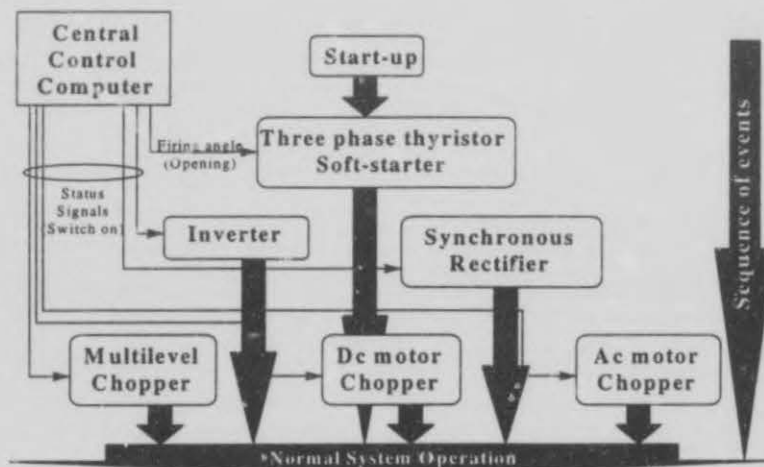 Central
Control
Computer
Start-up
Three phase thyristor
Soft-starter
Firing angle
(Opening)
Status
Signals
(Switch on)
Inverter
Synchronous
Rectifier
Multilevel
Chopper
Dc motor
Chopper
Ac motor
Chopper
Normal System Operation
Sequence of events